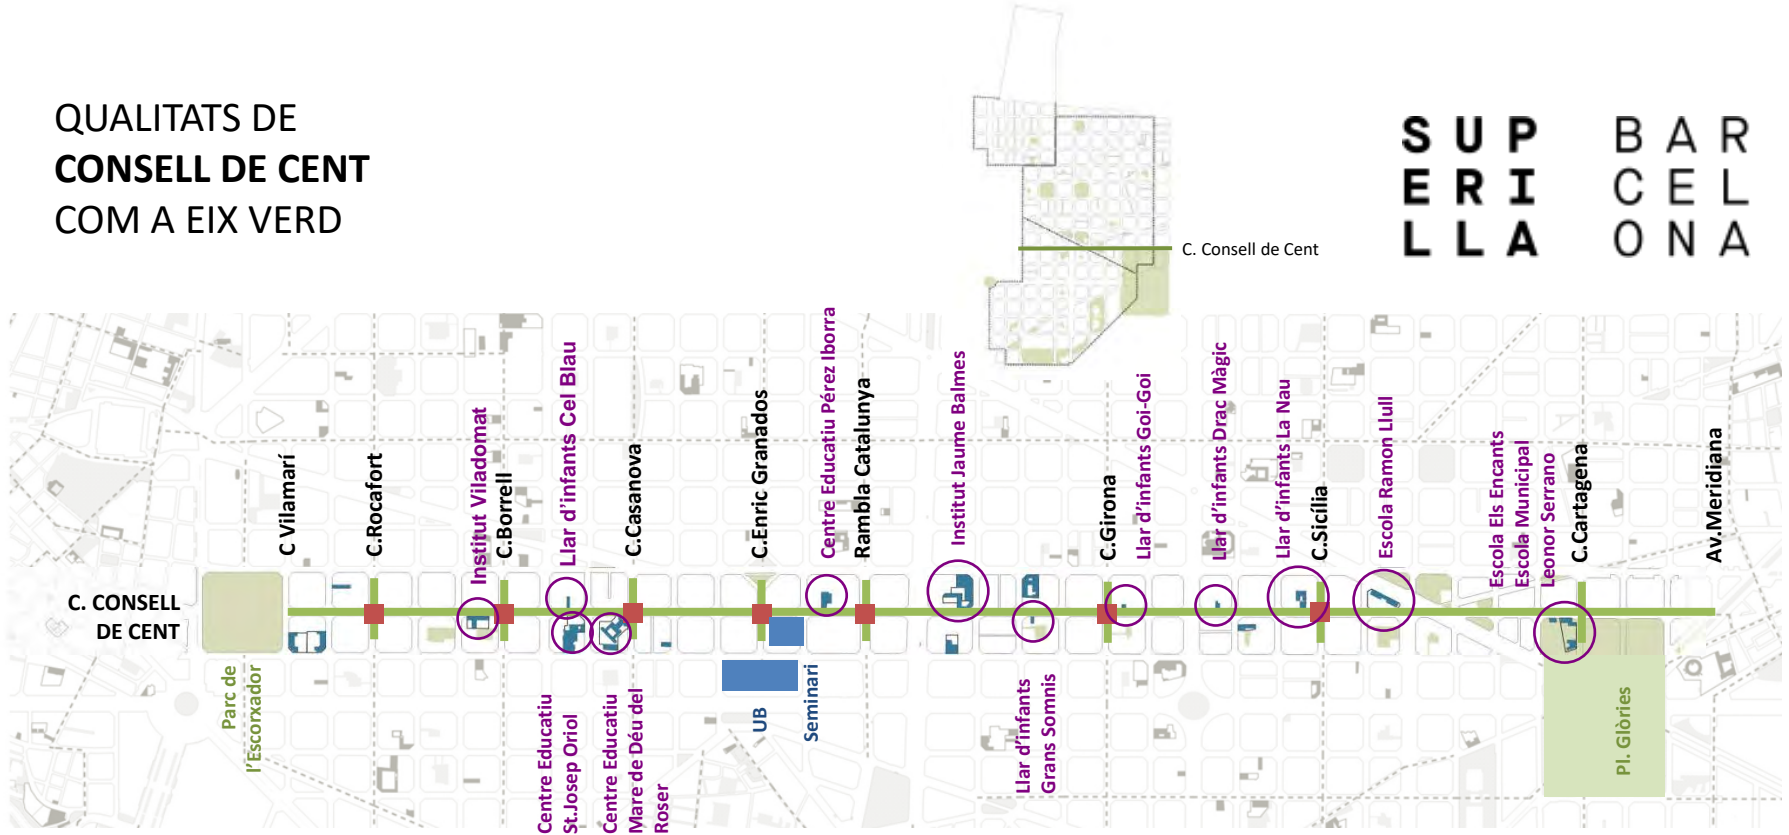 QUALITATS DE
CONSELL DE CENT
COM A EIX VERD
SUP
ERI
LLA
BAR
CEL
ONA
C. Consell de Cent
C. CONSELL
DE CENT
C Vilamarí
C.Rocafort
Institut Viladomat
C.Borrell
Llar d'infants Cel Blau
C.Casanova
C.Enric Granados
Centre Educatiu Pérez Iborra
Rambla Catalunya
Institut Jaume Balmes
C.Girona
Llar d'infants Goi-Goi
Llar d'infants Drac Màgic
Llar d'infants La Nau
C.Sicília
Escola Ramon Llull
Escola Els Encants
Escola Municipal
Leonor Serrano
C.Cartagena
Av.Meridiana
Parc de
l'Escorxador
Centre Educatiu
St.Josep Oriol
Centre Educatiu
Mare de Déu del
Roser
UB
Seminari
Llar d'infants
Grans Somnis
Pl. Glòries